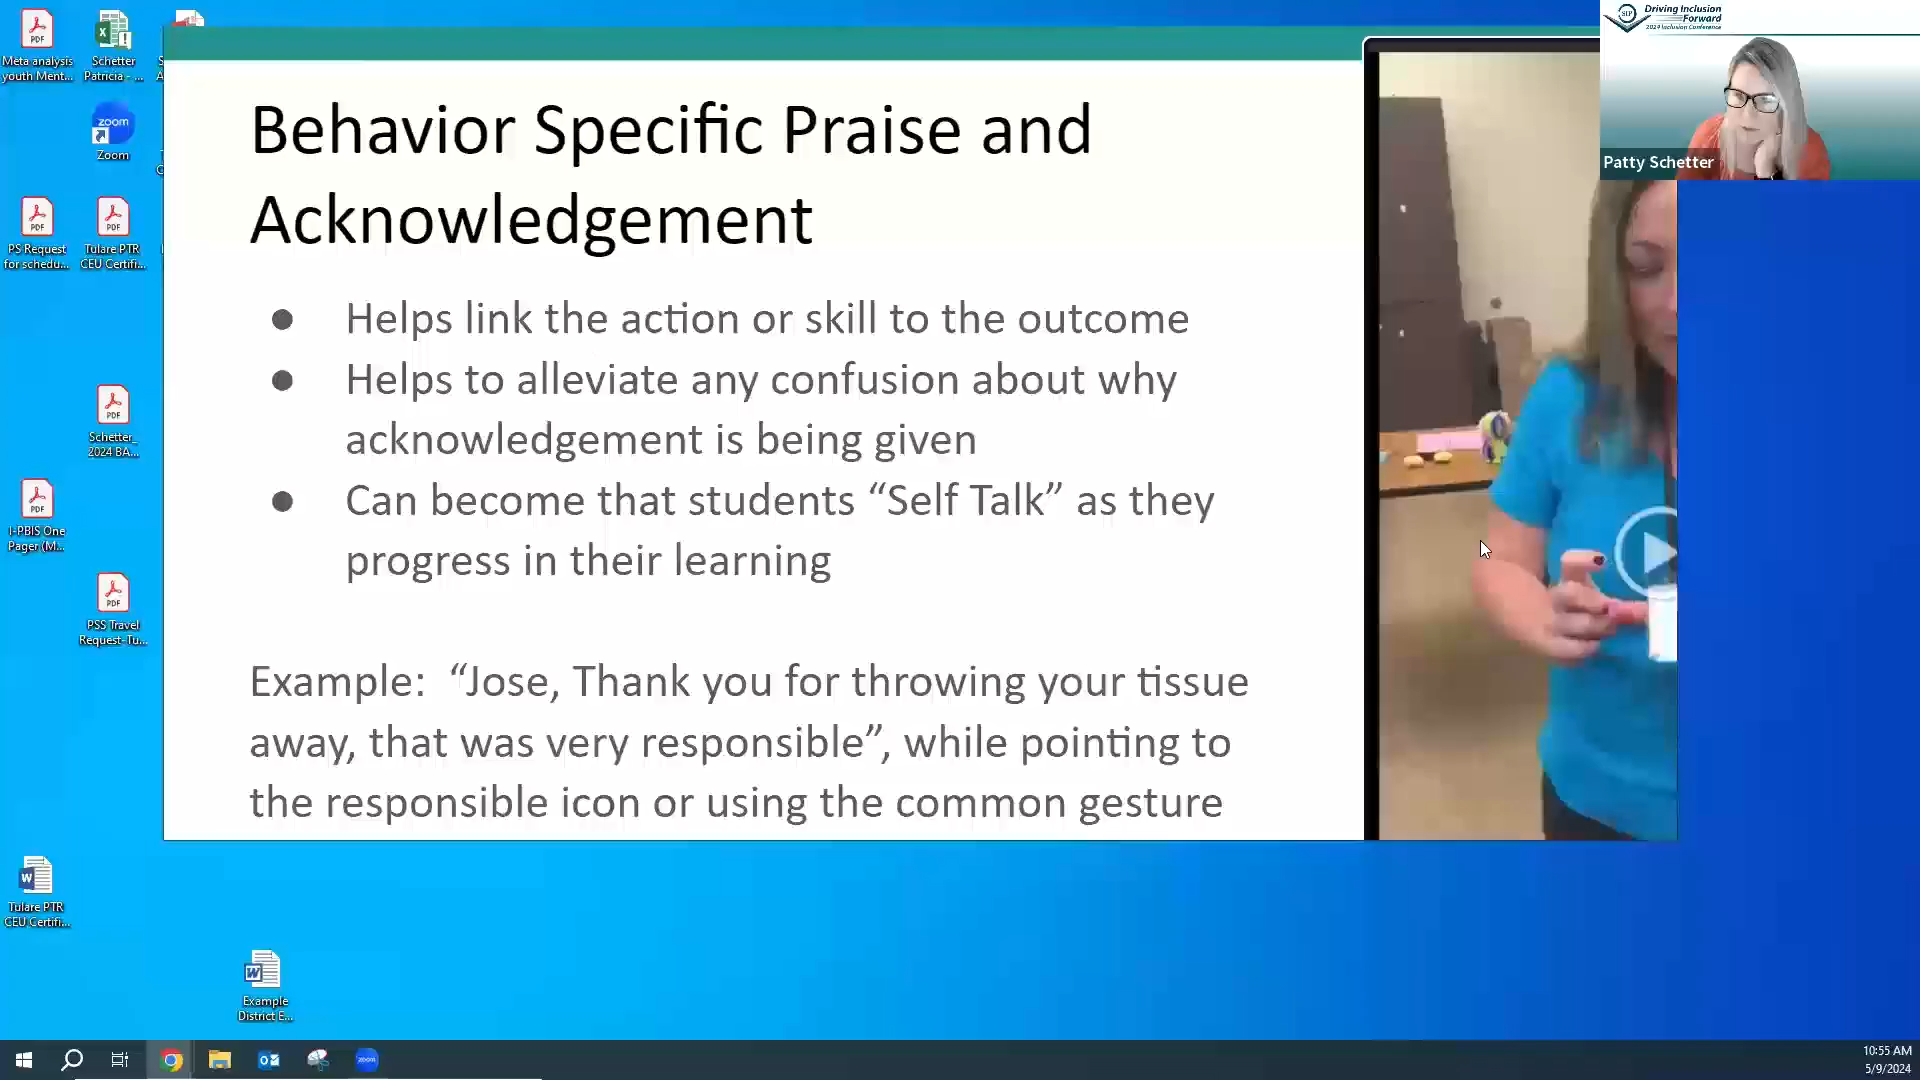 Meta analysis
youth Ment...
Schetter
Patricia - ...
zoom
Zoom
PS Request
for schedu...
Tulare PTR
CEU Certifi...
Schetter_
2024 BA...
I-PBIS One
Pager (M...
PSS Travel
Request-Tu...
Tulare PTR
CEU Certifi...
Example
District E...
Behavior Specific Praise and
Acknowledgement
● Helps link the action or skill to the outcome
● Helps to alleviate any confusion about why
acknowledgement is being given
● Can become that students “Self Talk” as they
progress in their learning
Example: “Jose, Thank you for throwing your tissue
away, that was very responsible”, while pointing to
the responsible icon or using the common gesture
SIP
Driving Inclusion
Forward
2024 Inclusion Conference
Patty Schetter
10:55 AM
5/9/2024